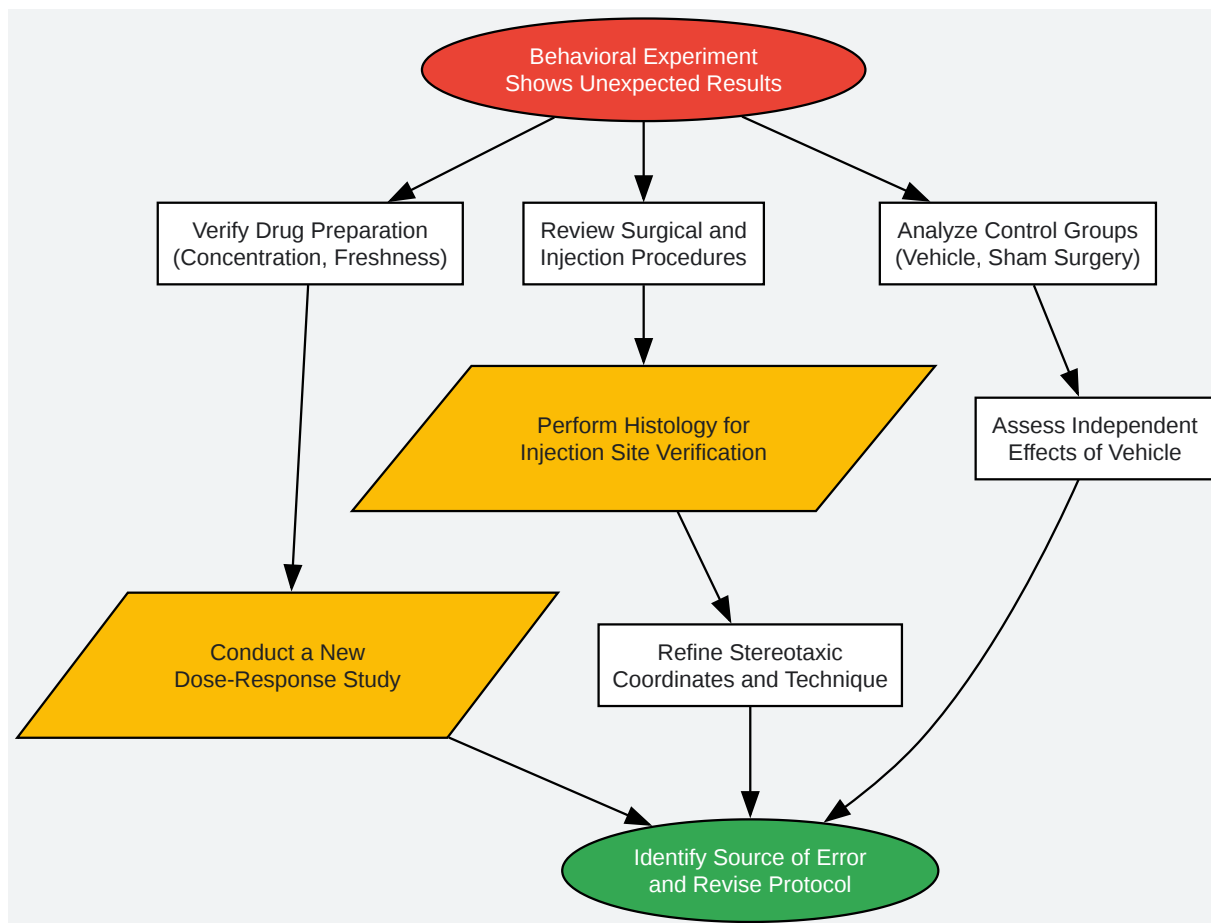 Behavioral Experiment
Shows Unexpected Results
Verify Drug Preparation
(Concentration, Freshness)
Review Surgical and
Injection Procedures
Analyze Control Groups
(Vehicle, Sham Surgery)
Perform Histology for
Injection Site Verification
Assess Independent
Effects of Vehicle
Conduct a New
Dose-Response Study
Refine Stereotaxic
Coordinates and Technique
Identify Source of Error
and Revise Protocol